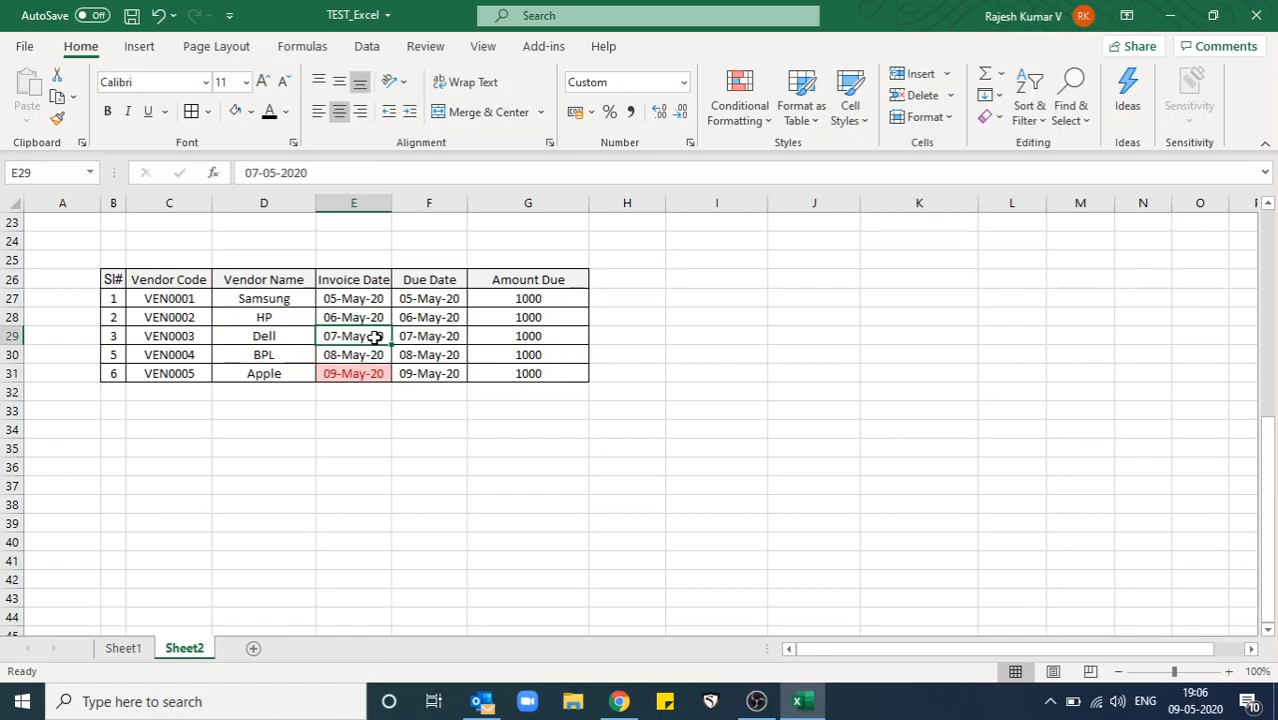 AutoSave Off TEST_Excel Search Rajesh Kumar V RK
File Home Insert Page Layout Formulas Data Review View Add-ins Help Share Comments
Paste Calibri 11 Wrap Text Custom Conditional Formatting Format as Table Cell Styles Insert Sort & Filter Find & Select Ideas Sensitivity
B I U Merge & Center % Delete
Format
Clipboard Font Alignment Number Styles Cells Editing Ideas Sensitivity
E29 fx 07-05-2020
A B C D E F G H I J K L M N O P
23
24
25
26 Sl# Vendor Code Vendor Name Invoice Date Due Date Amount Due
27 1 VEN0001 Samsung 05-May-20 05-May-20 1000
28 2 VEN0002 HP 06-May-20 06-May-20 1000
29 3 VEN0003 Dell 07-May 07-May-20 1000
30 5 VEN0004 BPL 08-May-20 08-May-20 1000
31 6 VEN0005 Apple 09-May-20 09-May-20 1000
32
33
34
35
36
37
38
39
40
41
42
43
44
45
Sheet1 Sheet2
Ready 100%
Type here to search ENG 19:06
09-05-2020 10